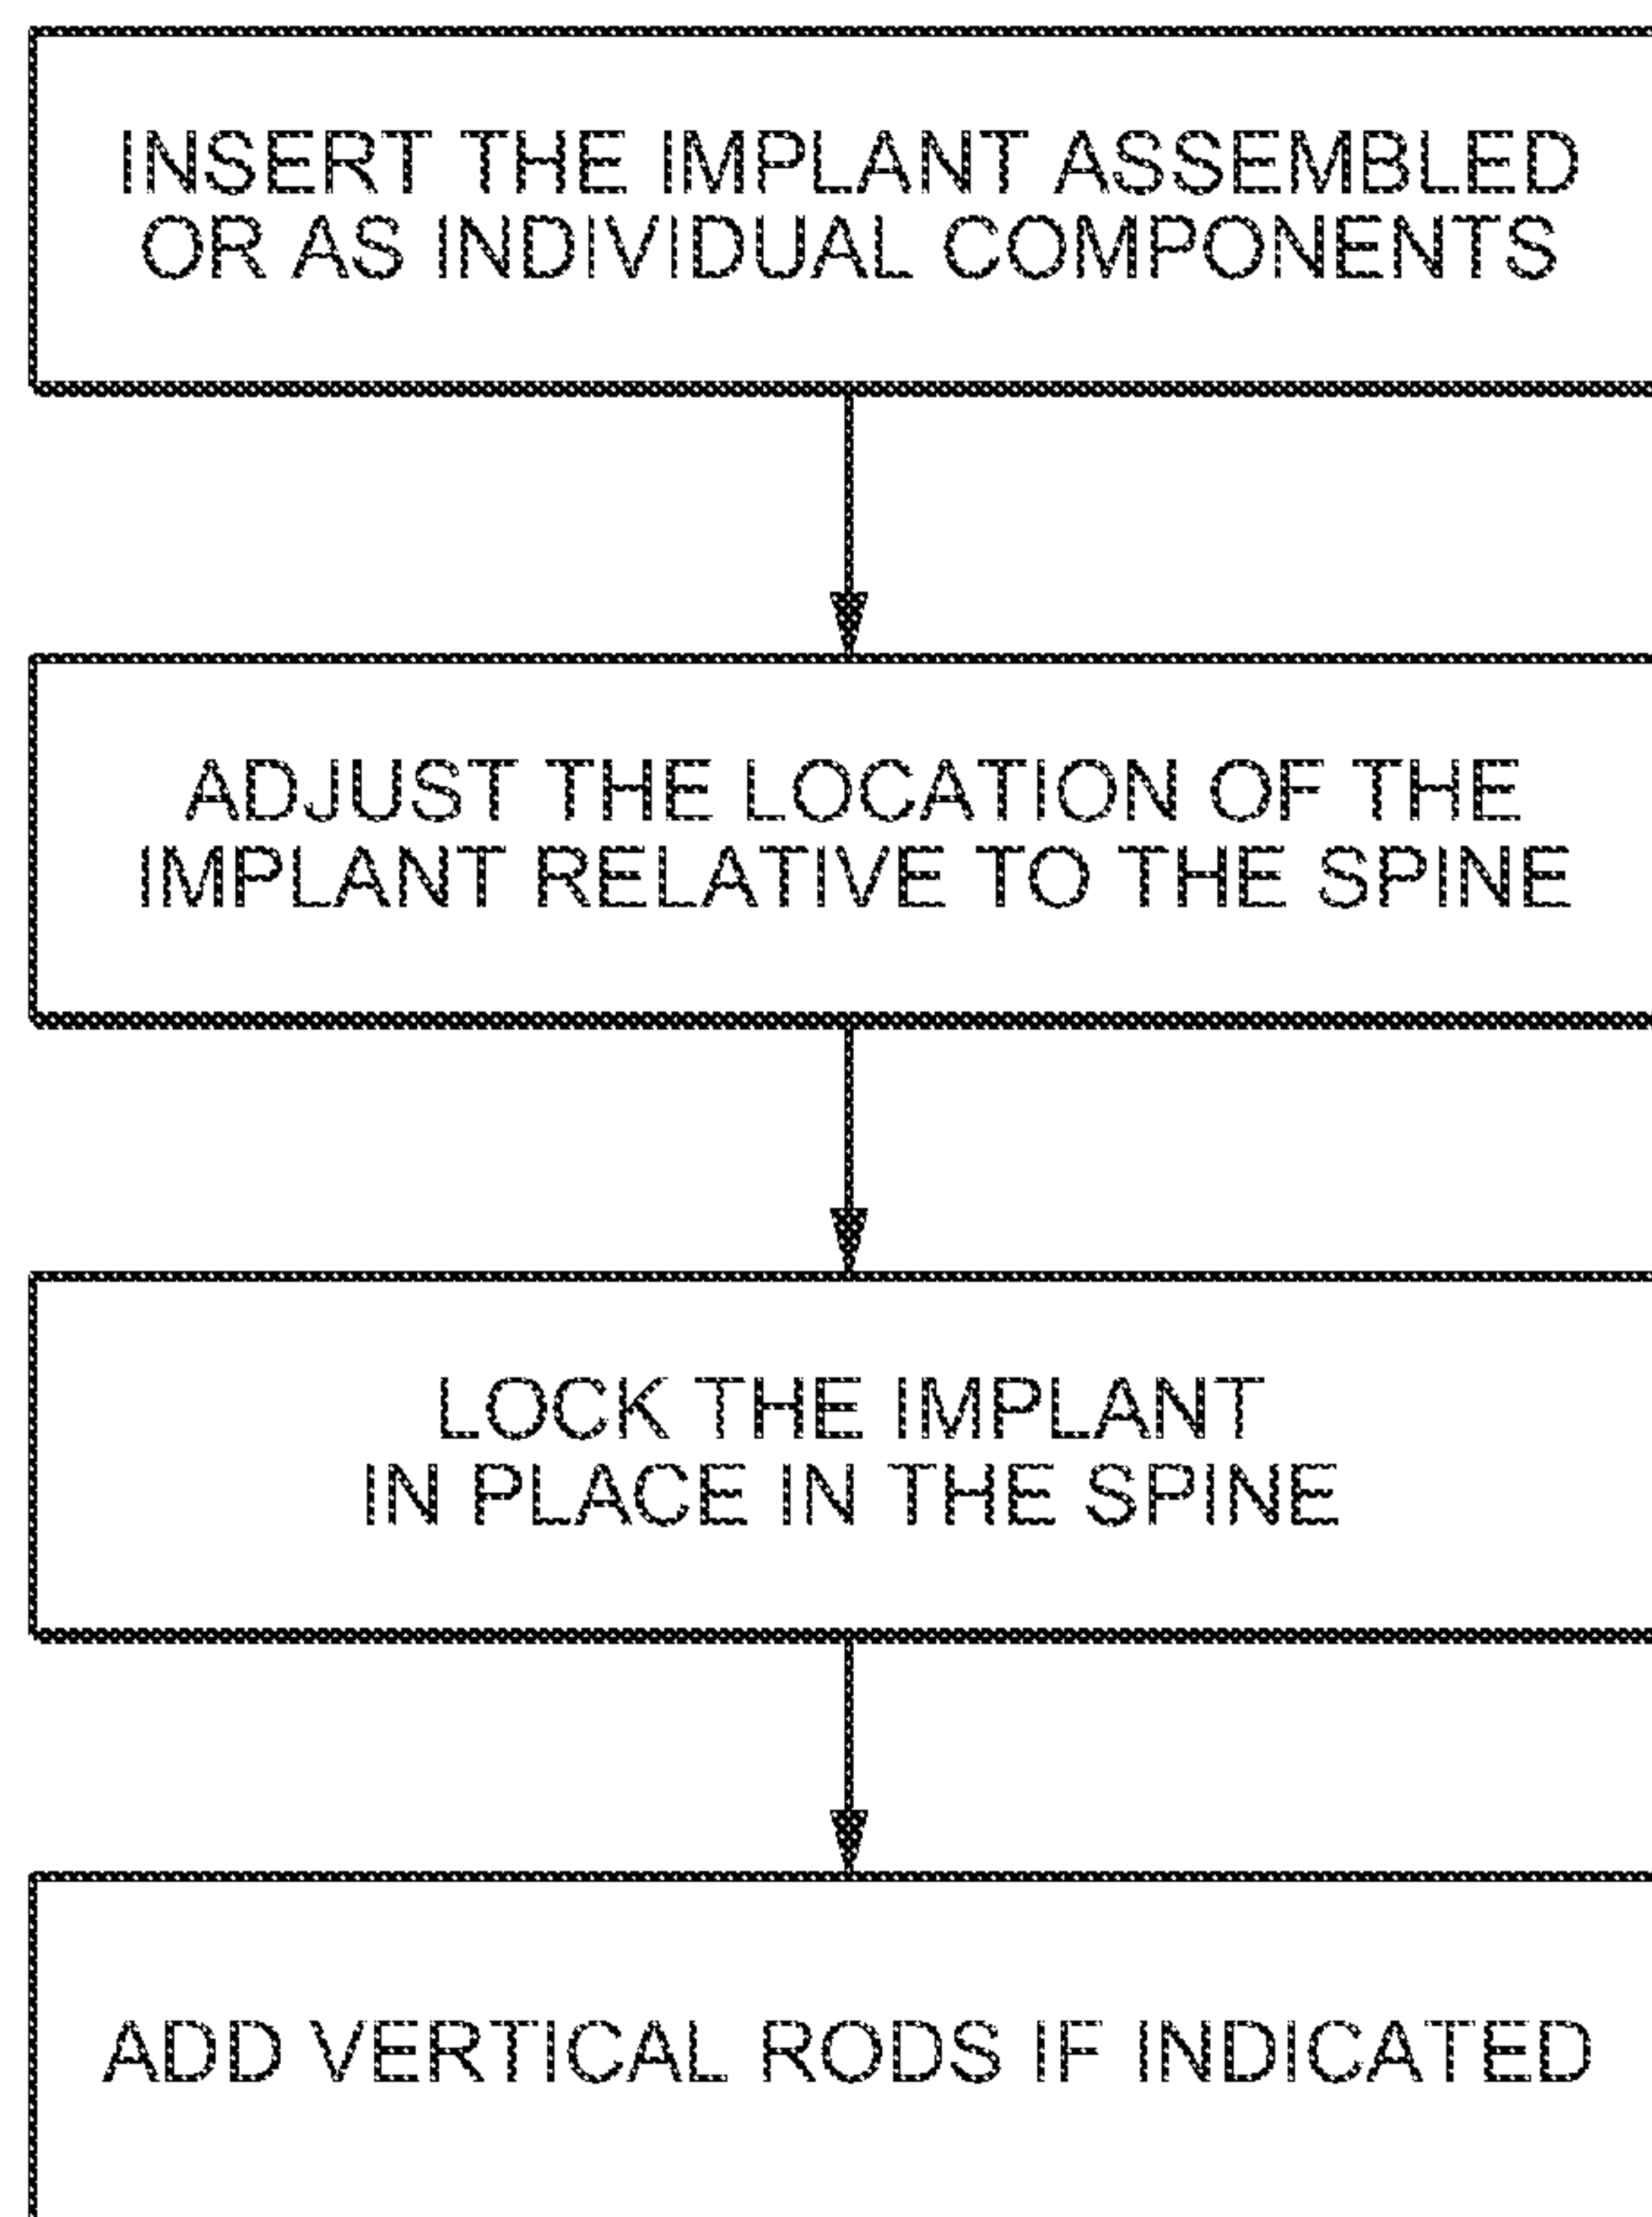 INSERT THE IMPLANT ASSEMBLED
OR AS INDIVIDUAL COMPONENTS
ADJUST THE LOCATION OF THE
IMPLANT RELATIVE TO THE SPINE
LOCK THE IMPLANT
IN PLACE IN THE SPINE
ADD VERTICAL RODS IF INDICATED